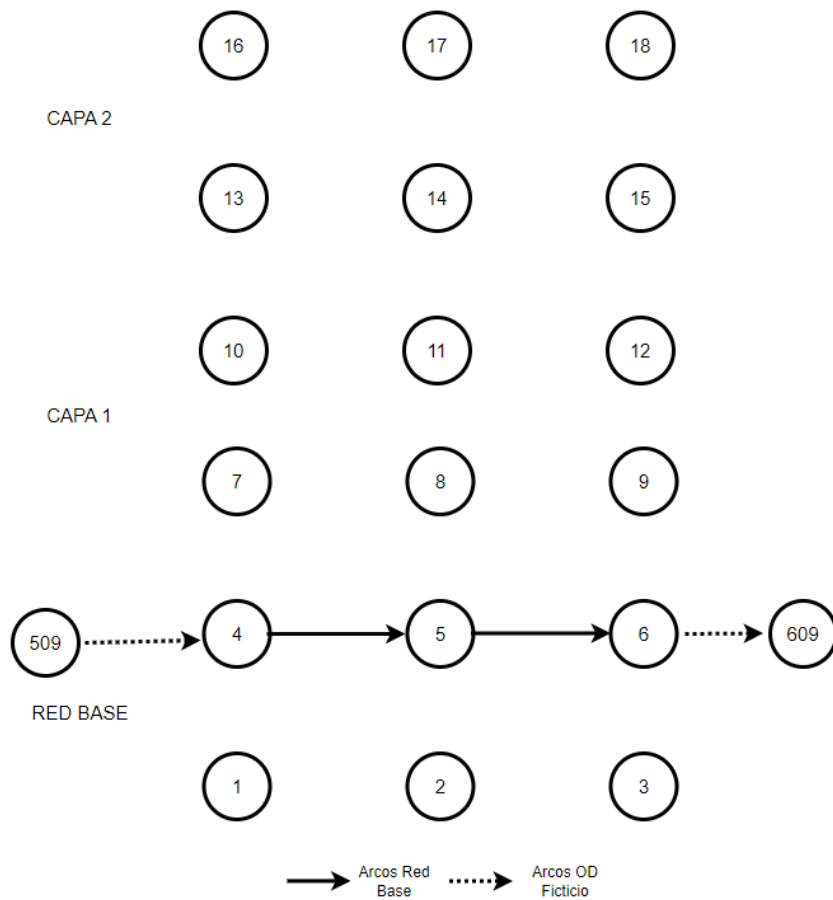 16 17 18
CAPA 2
13 14 15
10 11 12
CAPA 1
7 8 9
509 4 5 6 609
RED BASE
1 2 3
Arcos Red
Base
Arcos OD
Ficticio